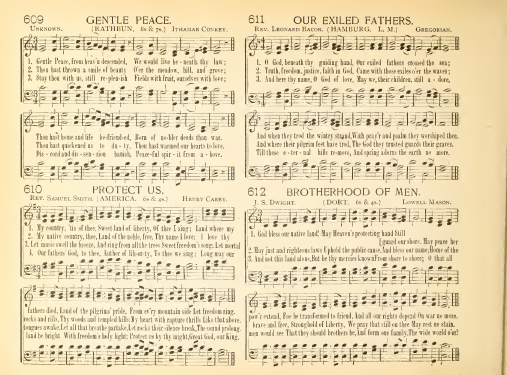 609 GENTLE PEACE.
UNKNOWN. (RATHBUN. 8s & 7s.) ITHAMAR CONKEY.
1. Gentle Peace, from heav'n descended, We would live be - neath thy law;
2. Thou hast thrown a smile of beauty O'er the meadow, hill, and grove;
3. Stay thou with us, still re-plen-ish Fields with fruit, ourselves with love;
Thou hast home and life be-friend-ed, Born of no-bler deeds than war.
Thou hast quickened us to du - ty, Thou hast warmed our hearts to love,
Dis - cord and dis - sen - sion banish, Peace-ful spir - it from a - bove.
610 PROTECT US.
REV. SAMUEL SMITH. (AMERICA. 6s & 4s.) HENRY CAREY.
1. My country, 'tis of thee, Sweet land of liberty, Of thee I sing; Land where my
2. My native country, thee, Land of the noble, free, Thy name I love; I love thy
3. Let music swell the breeze, And ring from all the trees Sweet freedom's song; Let mortal
4. Our fathers' God, to thee, Author of liber-ty, To thee we sing; Long may our
fathers died, Land of the pilgrims' pride, From ev'ry mountain side Let freedom ring.
rocks and rills, Thy woods and templed hills; My heart with rapture thrills Like that above.
tongues awake, Let all that breathe partake, Let rocks their silence break, The sound prolong.
land be bright With freedom's holy light; Protect us by thy might, Great God, our King.
611 OUR EXILED FATHERS.
REV. LEONARD BACON. (HAMBURG. L. M.) GREGORIAN.
1. O God, beneath thy guiding hand, Our exiled fathers crossed the sea;
2. Truth, freedom, justice, faith in God, Came with those exiles o'er the waves;
3. And here thy name, O God of love, May we, their children, still a - dore,
And when they trod the wintry strand, With pray'r and psalm they worshiped thee.
And where their pilgrim feet have trod, The God they trusted guards their graves.
Till these e - ter - nal hills remove, And spring adorns the earth no more.
612 BROTHERHOOD OF MEN.
J. S. DWIGHT. (DORT. 6s & 4s.) LOWELL MASON.
1. God bless our native land! May Heaven's protecting hand Still
guard our shore, May peace her
2. May just and righteous laws Uphold the public cause, And bless our name, Home of the
3. And not this land alone, But be thy mercies known From shore to shore; O that all
pow'r extend, Foe be transformed to friend, And all our rights depend On war no more.
brave and free, Stronghold of Liberty, We pray that still on thee May rest no stain.
men would see That they should brothers be, And form one family, The wide world o'er!